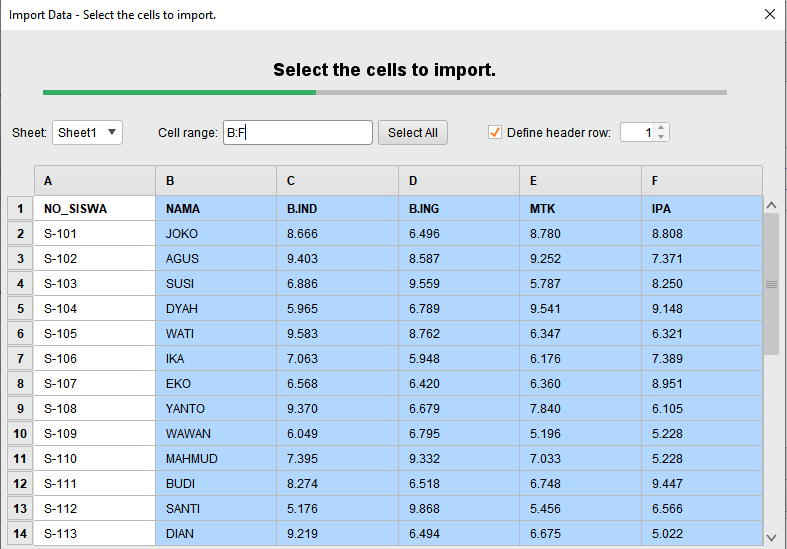 Import Data - Select the cells to import.
Select the cells to import.
Sheet: Sheet1 Cell range: B:F Select All Define header row: 1
A B C D E F
1 NO_SISWA NAMA B.IND B.ING MTK IPA
2 S-101 JOKO 8.666 6.496 8.780 8.808
3 S-102 AGUS 9.403 8.587 9.252 7.371
4 S-103 SUSI 6.886 9.559 5.787 8.250
5 S-104 DYAH 5.965 6.789 9.541 9.148
6 S-105 WATI 9.583 8.762 6.347 6.321
7 S-106 IKA 7.063 5.948 6.176 7.389
8 S-107 EKO 6.568 6.420 6.360 8.951
9 S-108 YANTO 9.370 6.679 7.840 6.105
10 S-109 WAWAN 6.049 6.795 5.196 5.228
11 S-110 MAHMUD 7.395 9.332 7.033 5.228
12 S-111 BUDI 8.274 6.518 6.748 9.447
13 S-112 SANTI 5.176 9.868 5.456 6.566
14 S-113 DIAN 9.219 6.494 6.675 5.022